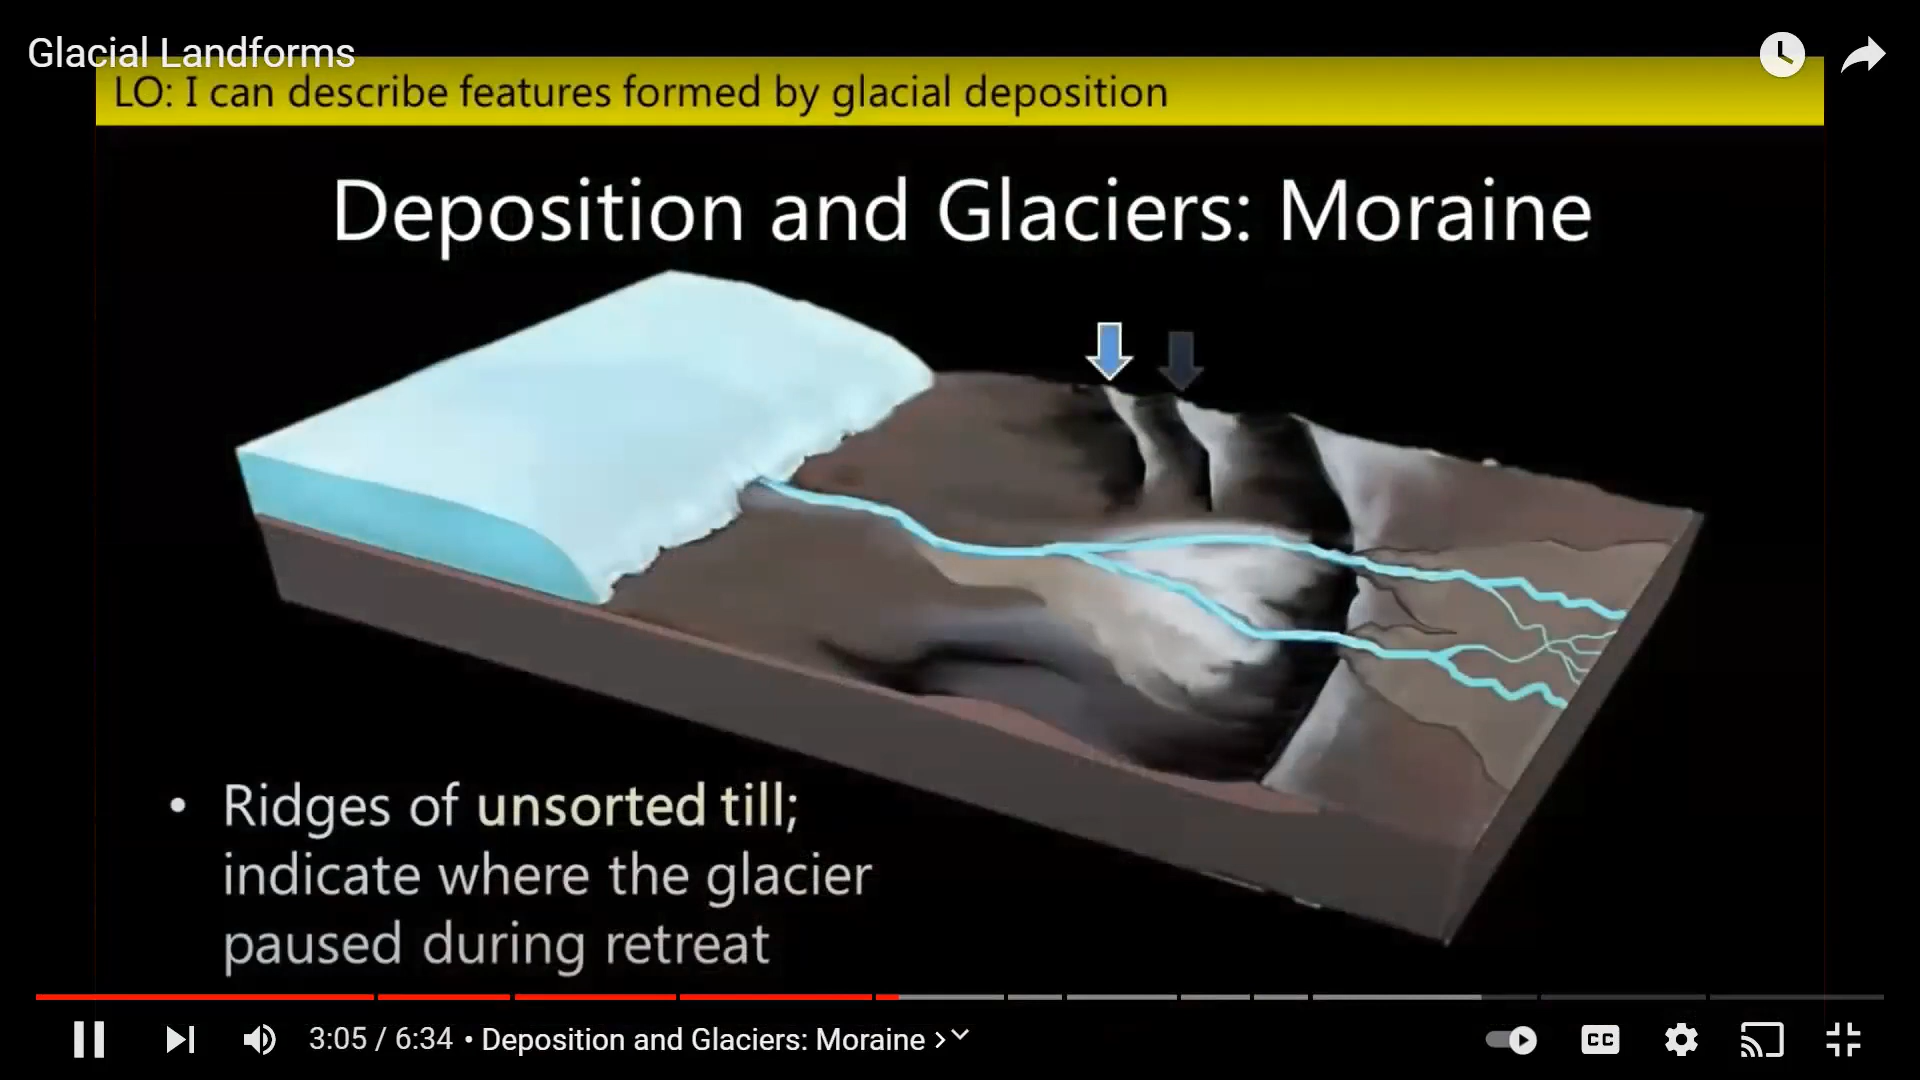 Glacial Landforms
LO: I can describe features formed by glacial deposition
Deposition and Glaciers: Moraine
• Ridges of unsorted till;
indicate where the glacier
paused during retreat
3:05 / 6:34 • Deposition and Glaciers: Moraine
CC